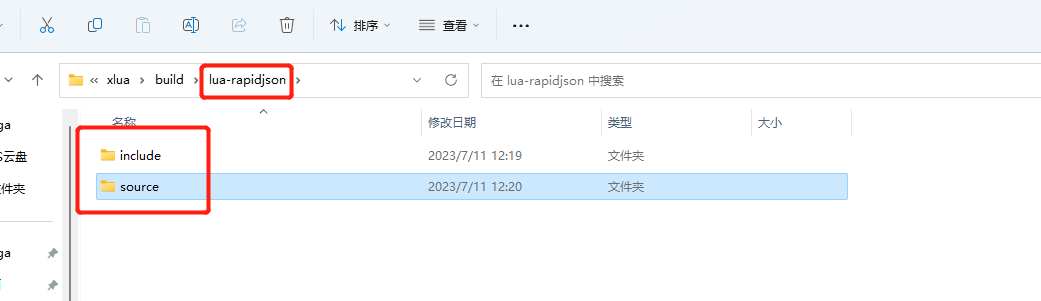 排序 查看
« xlua > build > lua-rapidjson > 在 lua-rapidjson 中搜索
名称 修改日期 类型 大小
include 2023/7/11 12:19 文件夹
source 2023/7/11 12:20 文件夹
ga
S云盘
文件夹
ga